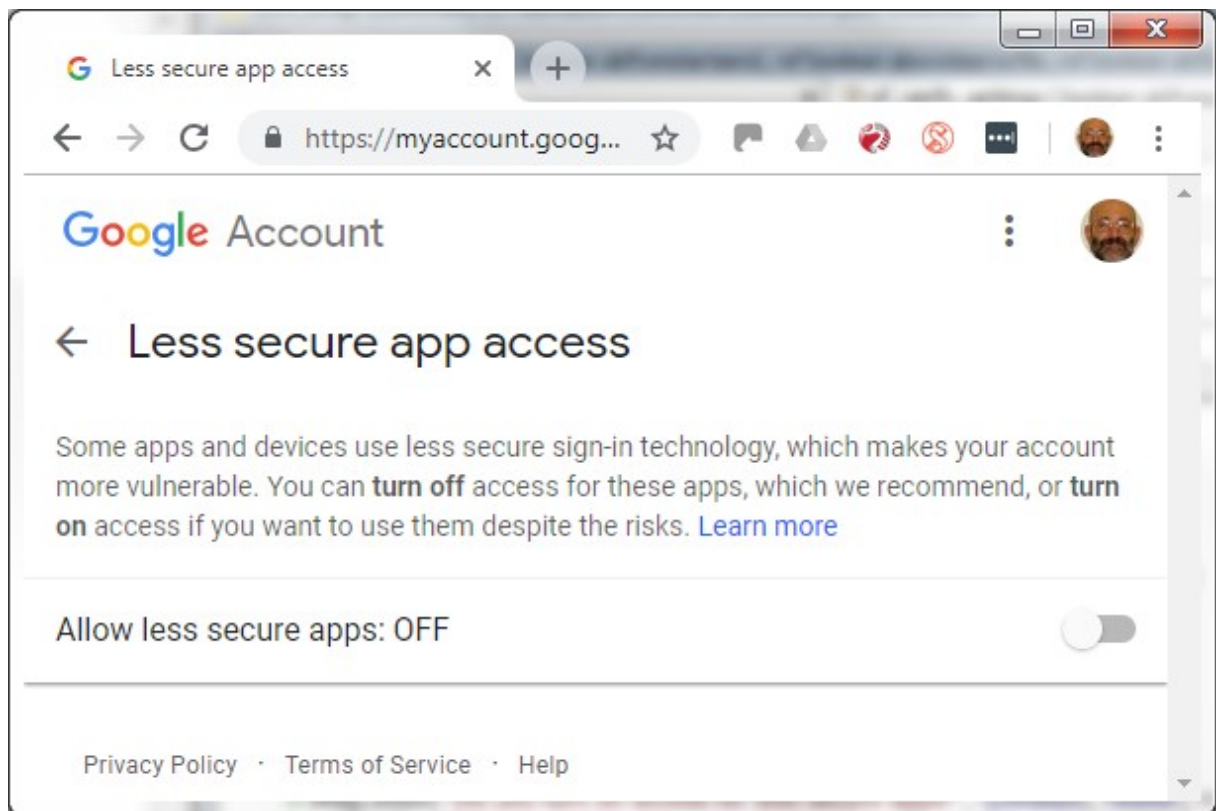 Less secure app access
https://myaccount.goog...
Google Account
Less secure app access
Some apps and devices use less secure sign-in technology, which makes your account
more vulnerable. You can turn off access for these apps, which we recommend, or turn
on access if you want to use them despite the risks. Learn more
Allow less secure apps: OFF
Privacy Policy · Terms of Service · Help